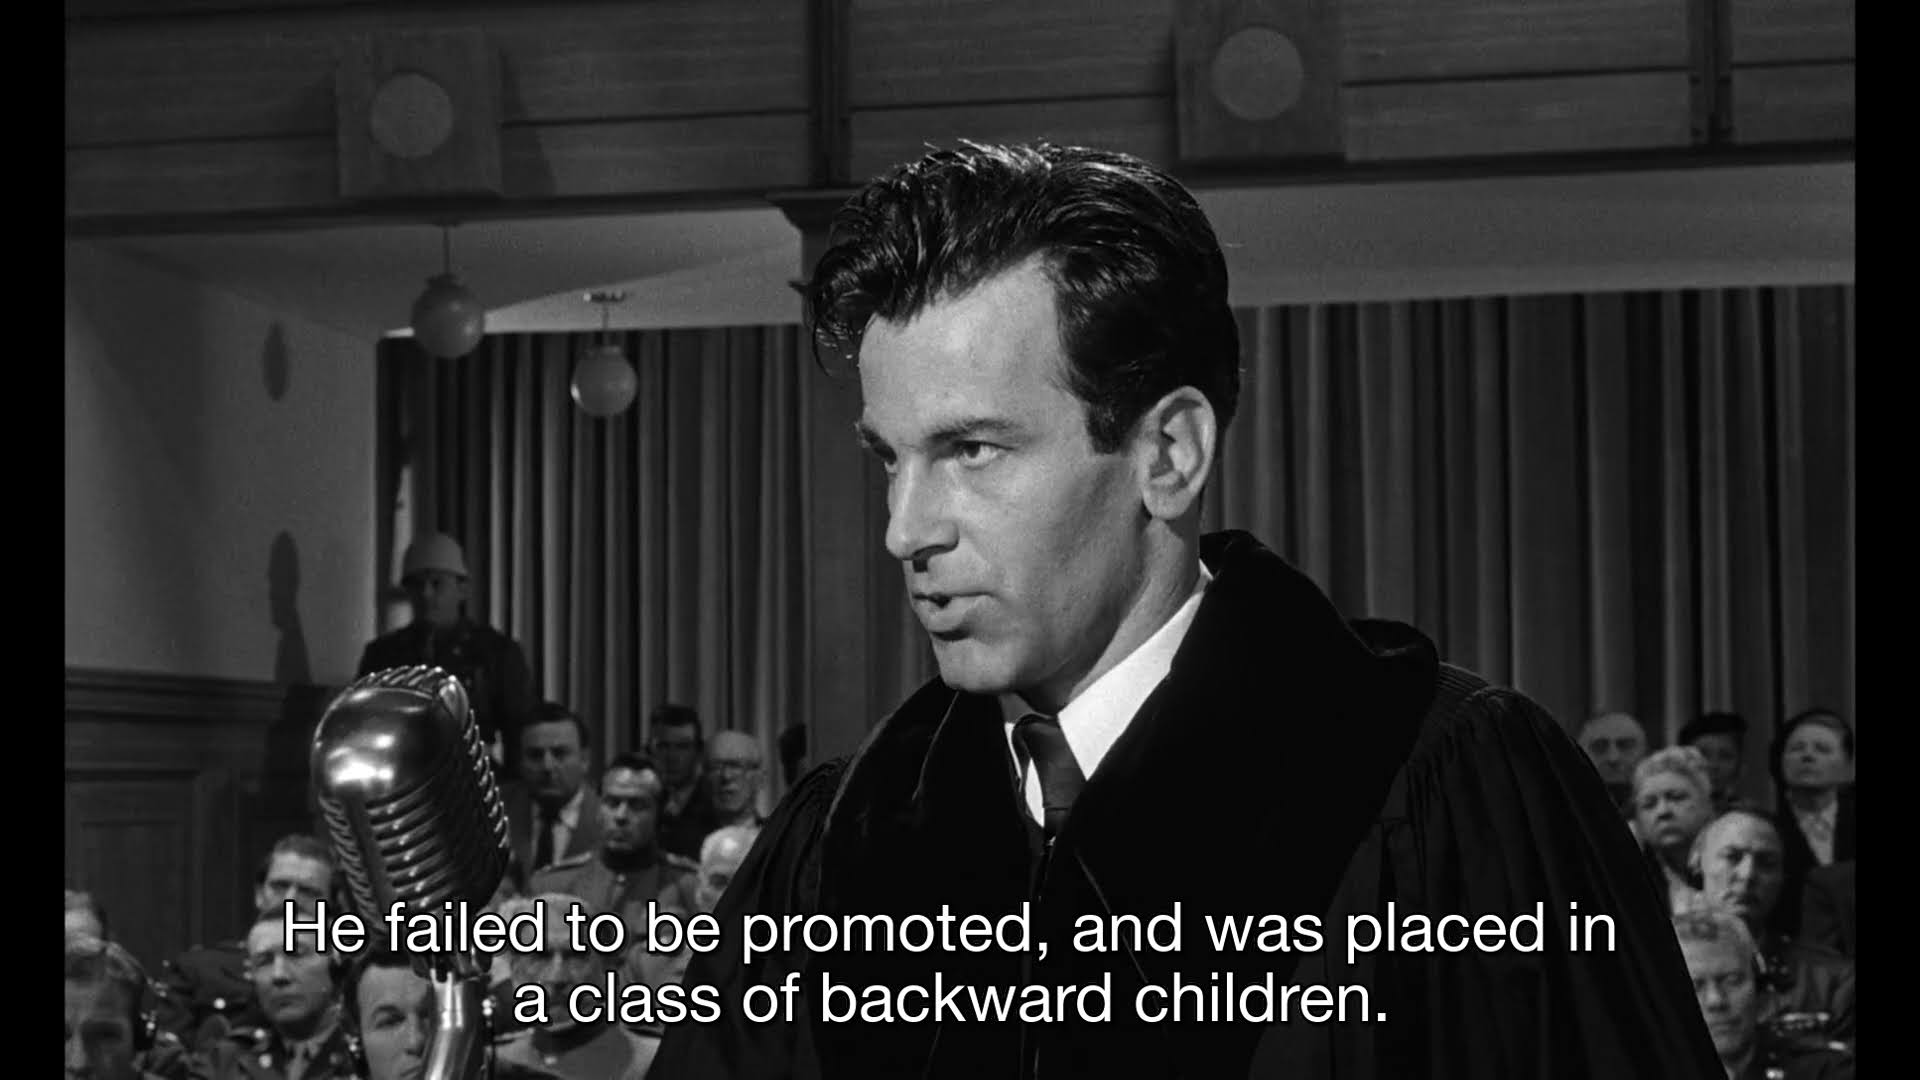 He failed to be promoted, and was placed in
a class of backward children.